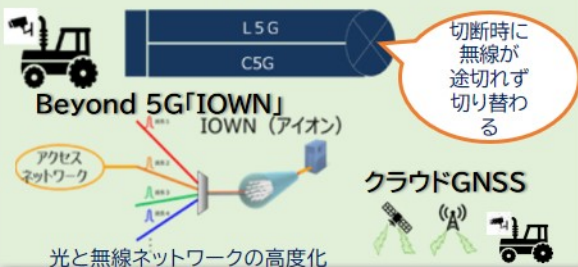 L5G
C5G
切断時に
無線が
途切れず
切り替わ
る
Beyond 5G「IOWN」
IOWN（アイオン）
アクセス
ネットワーク
クラウドGNSS
光と無線ネットワークの高度化